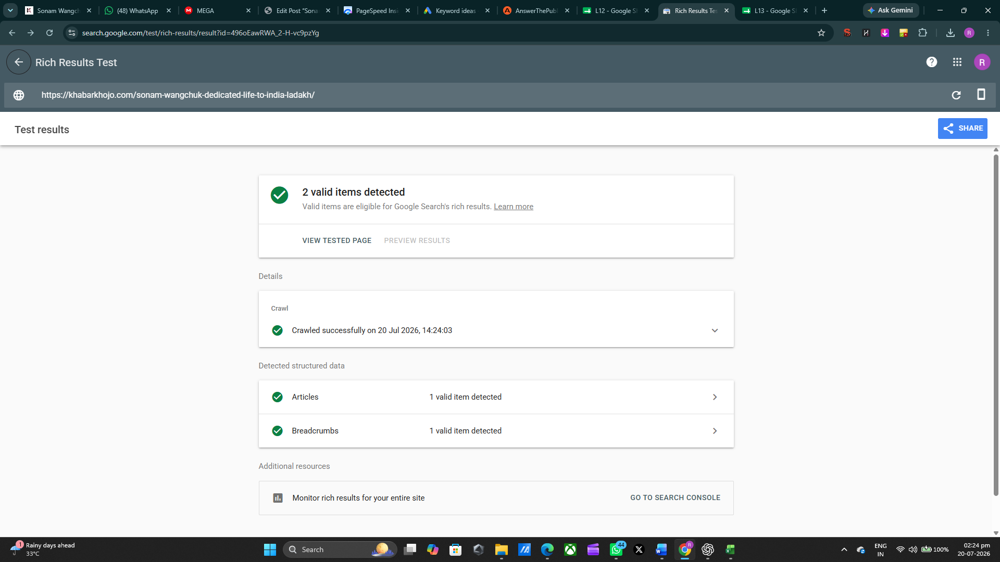 Sonam Wangch
(48) WhatsApp
MEGA
Edit Post "Sona
PageSpeed Insi
Keyword ideas
AnswerThePub
L12 - Google S
Rich Results Tes
L13 - Google S
Ask Gemini
search.google.com/test/rich-results/result?id=496oEawRWA_2-H-vc9pzYg
R
Rich Results Test
R
https://khabarkhojo.com/sonam-wangchuk-dedicated-life-to-india-ladakh/
Test results
SHARE
2 valid items detected
Valid items are eligible for Google Search's rich results. Learn more
VIEW TESTED PAGE PREVIEW RESULTS
Details
Crawl
Crawled successfully on 20 Jul 2026, 14:24:03
Detected structured data
Articles 1 valid item detected
Breadcrumbs 1 valid item detected
Additional resources
Monitor rich results for your entire site GO TO SEARCH CONSOLE
1
Rainy days ahead
33°C
Search
44
R
ENG
IN
100%
02:24 pm
20-07-2026